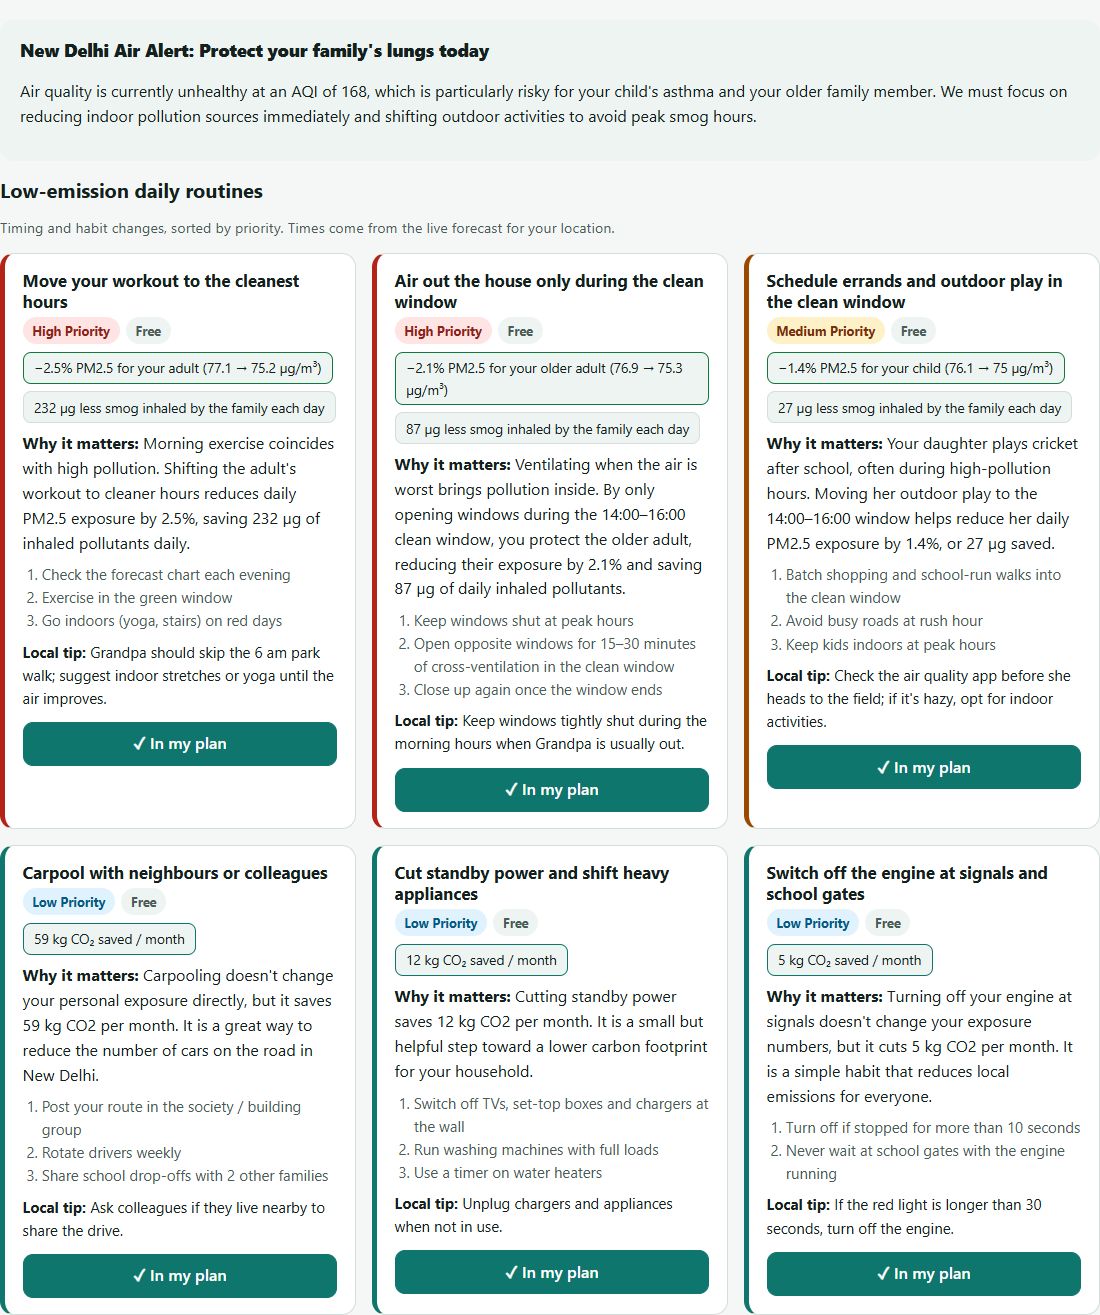 New Delhi Air Alert: Protect your family's lungs today
Air quality is currently unhealthy at an AQI of 168, which is particularly risky for your child's asthma and your older family member. We must focus on
reducing indoor pollution sources immediately and shifting outdoor activities to avoid peak smog hours.
Low-emission daily routines
Timing and habit changes, sorted by priority. Times come from the live forecast for your location.
Move your workout to the cleanest
hours
High Priority Free
−2.5% PM2.5 for your adult (77.1 → 75.2 µg/m³)
232 µg less smog inhaled by the family each day
Why it matters: Morning exercise coincides
with high pollution. Shifting the adult's
workout to cleaner hours reduces daily
PM2.5 exposure by 2.5%, saving 232 µg of
inhaled pollutants daily.
1. Check the forecast chart each evening
2. Exercise in the green window
3. Go indoors (yoga, stairs) on red days
Local tip: Grandpa should skip the 6 am park
walk; suggest indoor stretches or yoga until the
air improves.
✓ In my plan
Air out the house only during the clean
window
High Priority Free
−2.1% PM2.5 for your older adult (76.9 → 75.3
µg/m³)
87 µg less smog inhaled by the family each day
Why it matters: Ventilating when the air is
worst brings pollution inside. By only
opening windows during the 14:00–16:00
clean window, you protect the older adult,
reducing their exposure by 2.1% and saving
87 µg of daily inhaled pollutants.
1. Keep windows shut at peak hours
2. Open opposite windows for 15–30 minutes
of cross-ventilation in the clean window
3. Close up again once the window ends
Local tip: Keep windows tightly shut during the
morning hours when Grandpa is usually out.
✓ In my plan
Schedule errands and outdoor play in
the clean window
Medium Priority Free
−1.4% PM2.5 for your child (76.1 → 75 µg/m³)
27 µg less smog inhaled by the family each day
Why it matters: Your daughter plays cricket
after school, often during high-pollution
hours. Moving her outdoor play to the
14:00–16:00 window helps reduce her daily
PM2.5 exposure by 1.4%, or 27 µg saved.
1. Batch shopping and school-run walks into
the clean window
2. Avoid busy roads at rush hour
3. Keep kids indoors at peak hours
Local tip: Check the air quality app before she
heads to the field; if it's hazy, opt for indoor
activities.
✓ In my plan
Carpool with neighbours or colleagues
Low Priority Free
59 kg CO₂ saved / month
Why it matters: Carpooling doesn't change
your personal exposure directly, but it saves
59 kg CO2 per month. It is a great way to
reduce the number of cars on the road in
New Delhi.
1. Post your route in the society / building
group
2. Rotate drivers weekly
3. Share school drop-offs with 2 other families
Local tip: Ask colleagues if they live nearby to
share the drive.
✓ In my plan
Cut standby power and shift heavy
appliances
Low Priority Free
12 kg CO₂ saved / month
Why it matters: Cutting standby power
saves 12 kg CO2 per month. It is a small but
helpful step toward a lower carbon footprint
for your household.
1. Switch off TVs, set-top boxes and chargers at
the wall
2. Run washing machines with full loads
3. Use a timer on water heaters
Local tip: Unplug chargers and appliances
when not in use.
✓ In my plan
Switch off the engine at signals and
school gates
Low Priority Free
5 kg CO₂ saved / month
Why it matters: Turning off your engine at
signals doesn't change your exposure
numbers, but it cuts 5 kg CO2 per month. It
is a simple habit that reduces local
emissions for everyone.
1. Turn off if stopped for more than 10 seconds
2. Never wait at school gates with the engine
running
Local tip: If the red light is longer than 30
seconds, turn off the engine.
✓ In my plan